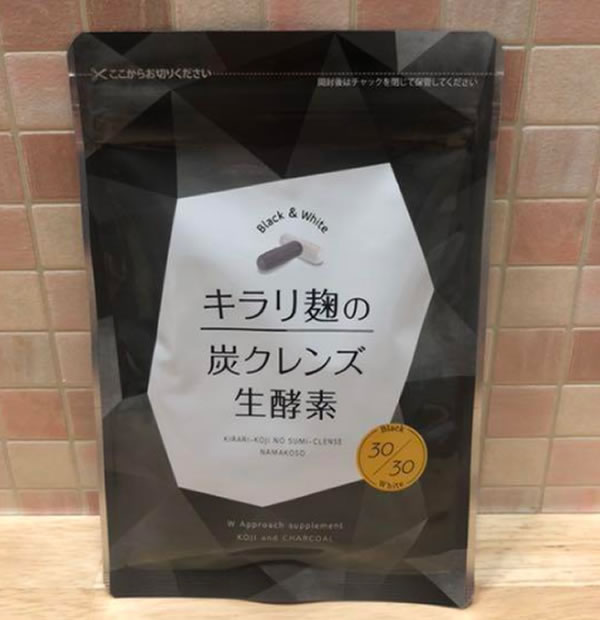 ここからお切りください
開封後はチャックを閉じて保管してください
Black & White
キラリ麹の
炭クレンズ
生酵素
KIRARI-KOJI NO SUMI-CLENSE
NAMAKOSO
Black
30/30
White
W Approach supplement
KOJI and CHARCOAL